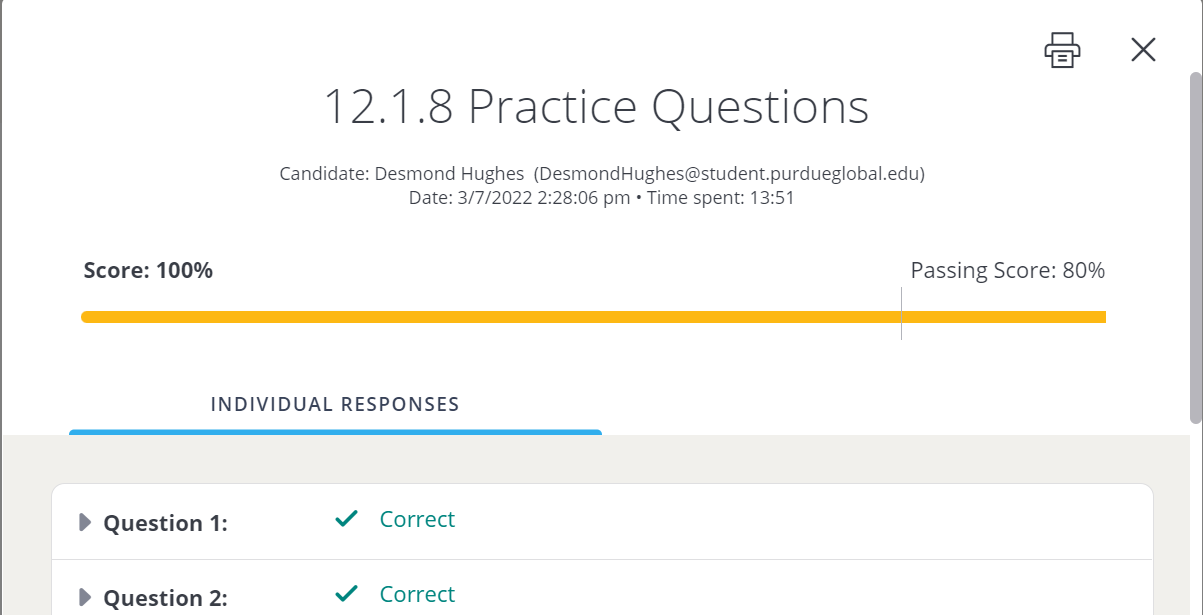 12.1.8 Practice Questions
Candidate: Desmond Hughes (DesmondHughes@student.purdueglobal.edu)
Date: 3/7/2022 2:28:06 pm • Time spent: 13:51
Score: 100%
Passing Score: 80%
INDIVIDUAL RESPONSES
Question 1: Correct
Question 2: Correct